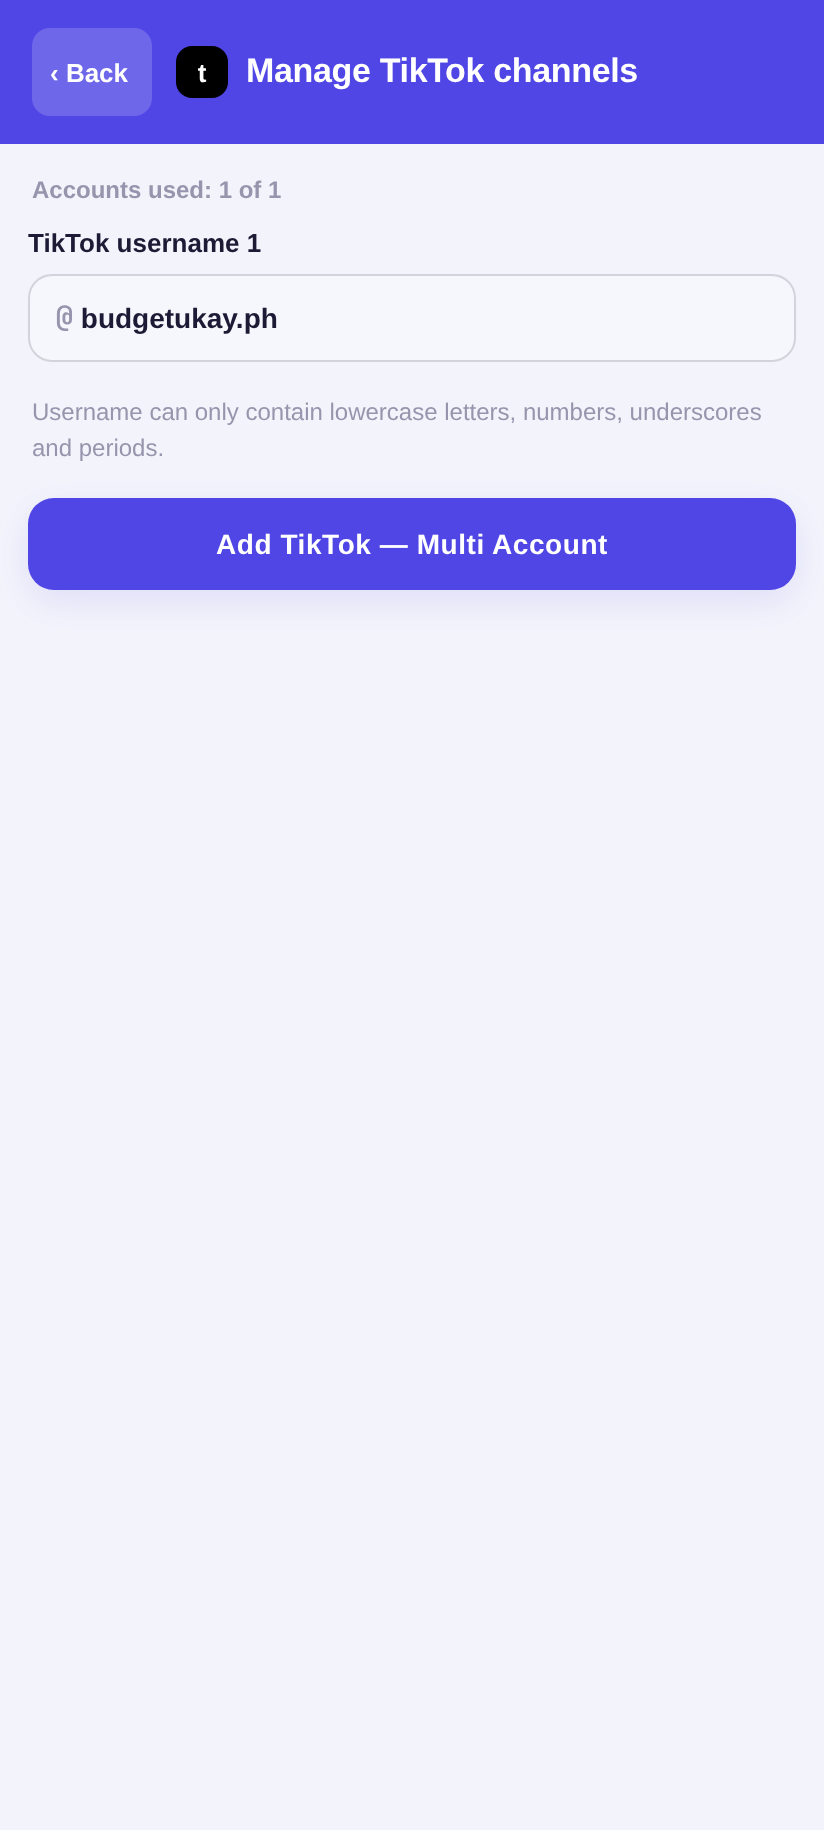 ‹ Back
t
Manage TikTok channels
Accounts used: 1 of 1
TikTok username 1
@ budgetukay.ph
Username can only contain lowercase letters, numbers, underscores
and periods.
Add TikTok — Multi Account